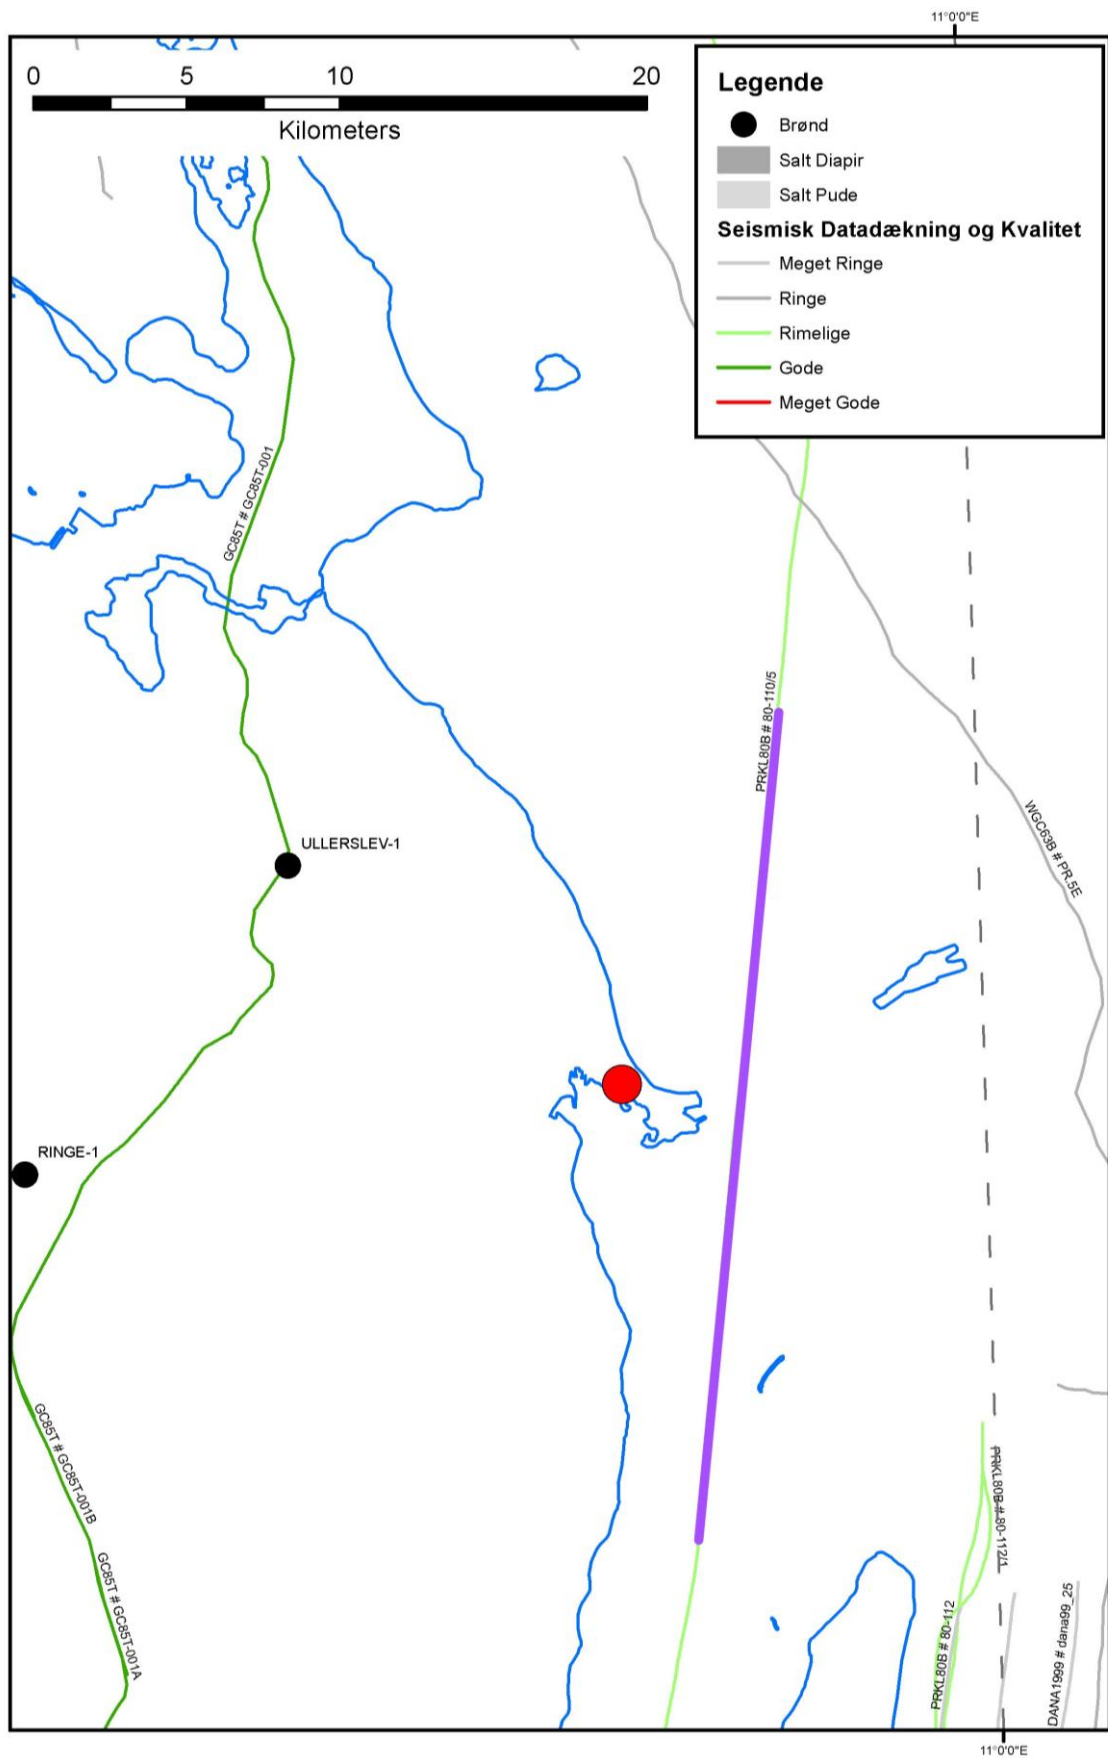 11°0'0"E
0 5 10 20
Kilometers
Legende
Brønd
Salt Diapir
Salt Pude
Seismisk Datadækning og Kvalitet
Meget Ringe
Ringe
Rimelige
Gode
Meget Gode
GC85T # GC85T-001
PRKL80B # 80-110/5
WGC63B # PR.5E
ULLERSLEV-1
RINGE-1
GC85T # GC85T-001B
GC85T # GC85T-001A
PRKL80B # 80-112/1
PRKL80B # 80-112
DANA1999 # dana99_25
11°0'0"E